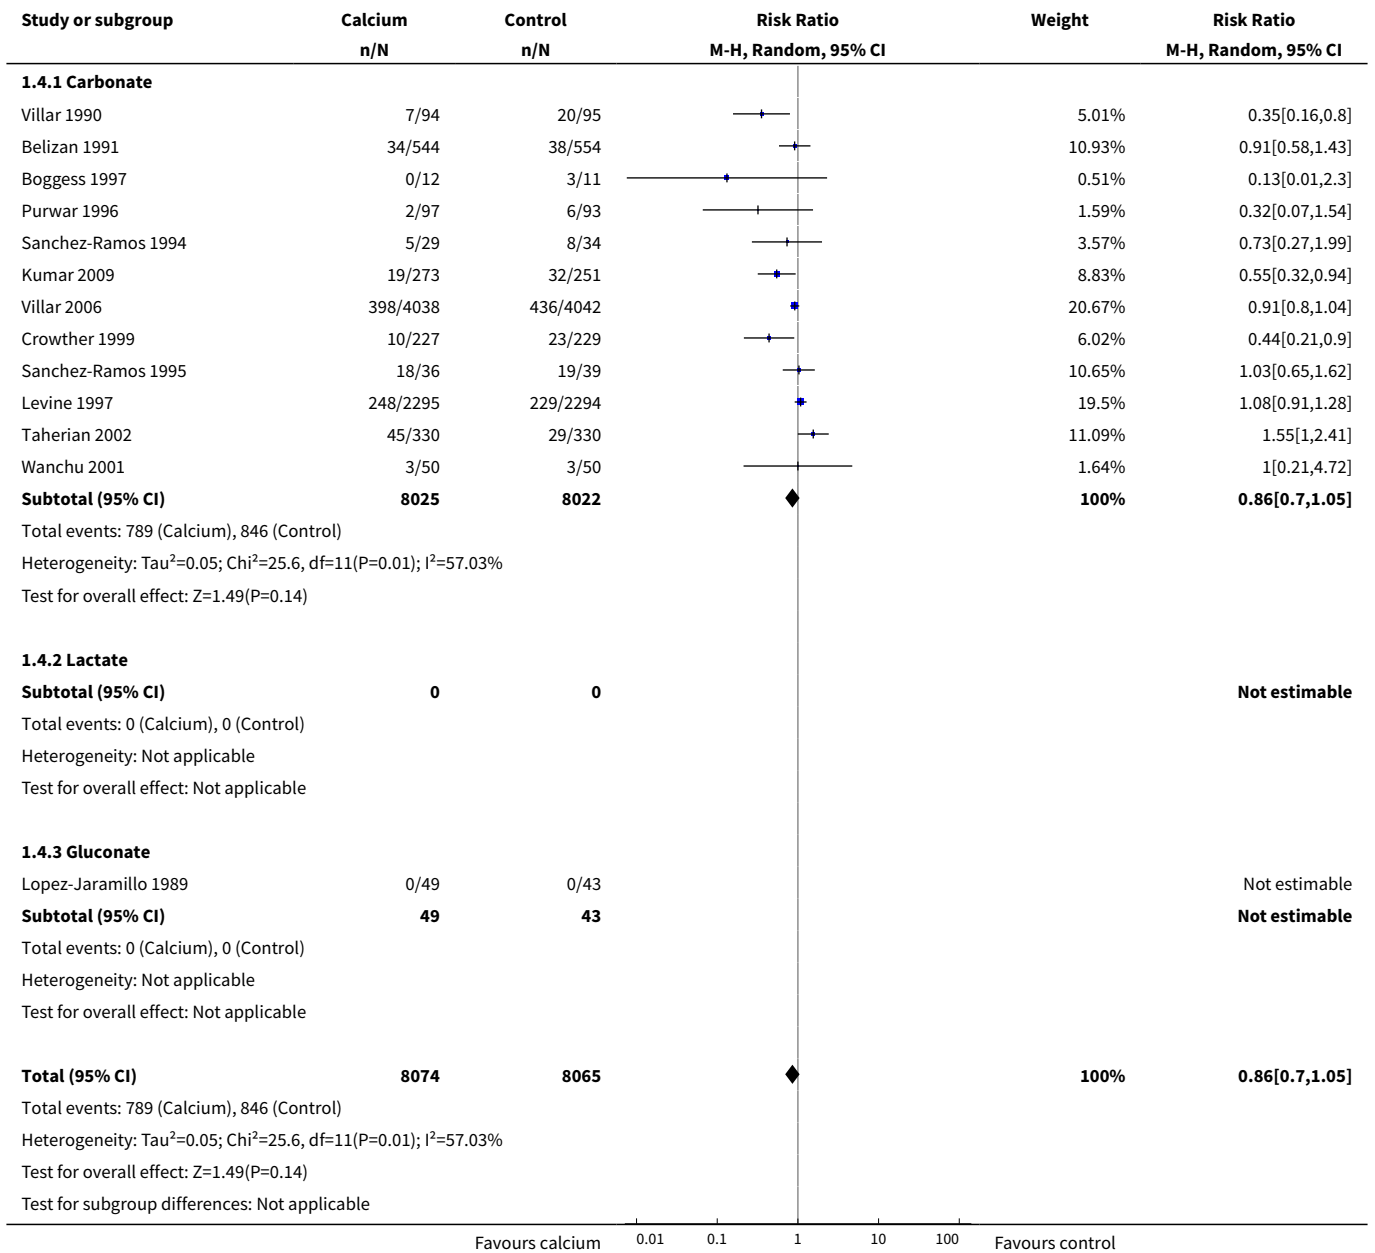 Study or subgroup Calcium Control Risk Ratio Weight Risk Ratio
n/N n/N M-H, Random, 95% CI M-H, Random, 95% CI
1.4.1 Carbonate
Villar 1990 7/94 20/95 5.01% 0.35[0.16,0.8]
Belizan 1991 34/544 38/554 10.93% 0.91[0.58,1.43]
Boggess 1997 0/12 3/11 0.51% 0.13[0.01,2.3]
Purwar 1996 2/97 6/93 1.59% 0.32[0.07,1.54]
Sanchez-Ramos 1994 5/29 8/34 3.57% 0.73[0.27,1.99]
Kumar 2009 19/273 32/251 8.83% 0.55[0.32,0.94]
Villar 2006 398/4038 436/4042 20.67% 0.91[0.8,1.04]
Crowther 1999 10/227 23/229 6.02% 0.44[0.21,0.9]
Sanchez-Ramos 1995 18/36 19/39 10.65% 1.03[0.65,1.62]
Levine 1997 248/2295 229/2294 19.5% 1.08[0.91,1.28]
Taherian 2002 45/330 29/330 11.09% 1.55[1,2.41]
Wanchu 2001 3/50 3/50 1.64% 1[0.21,4.72]
Subtotal (95% CI) 8025 8022 100% 0.86[0.7,1.05]
Total events: 789 (Calcium), 846 (Control)
Heterogeneity: Tau²=0.05; Chi²=25.6, df=11(P=0.01); I²=57.03%
Test for overall effect: Z=1.49(P=0.14)
1.4.2 Lactate
Subtotal (95% CI) 0 0 Not estimable
Total events: 0 (Calcium), 0 (Control)
Heterogeneity: Not applicable
Test for overall effect: Not applicable
1.4.3 Gluconate
Lopez-Jaramillo 1989 0/49 0/43 Not estimable
Subtotal (95% CI) 49 43 Not estimable
Total events: 0 (Calcium), 0 (Control)
Heterogeneity: Not applicable
Test for overall effect: Not applicable
Total (95% CI) 8074 8065 100% 0.86[0.7,1.05]
Total events: 789 (Calcium), 846 (Control)
Heterogeneity: Tau²=0.05; Chi²=25.6, df=11(P=0.01); I²=57.03%
Test for overall effect: Z=1.49(P=0.14)
Test for subgroup differences: Not applicable
Favours calcium 0.01 0.1 1 10 100 Favours control